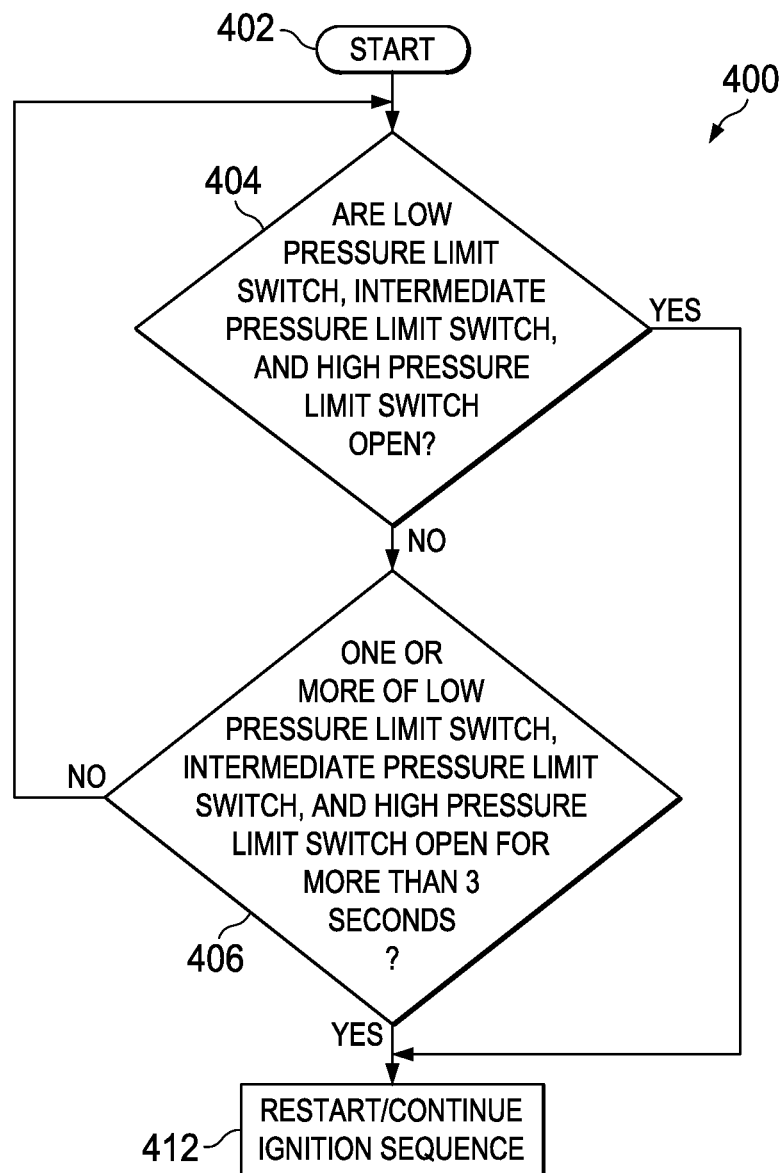 402
START
400
404
ARE LOW
PRESSURE LIMIT
SWITCH, INTERMEDIATE
PRESSURE LIMIT SWITCH,
AND HIGH PRESSURE
LIMIT SWITCH
OPEN?
YES
NO
ONE OR
MORE OF LOW
PRESSURE LIMIT SWITCH,
INTERMEDIATE PRESSURE LIMIT
SWITCH, AND HIGH PRESSURE
LIMIT SWITCH OPEN FOR
MORE THAN 3
SECONDS
?
NO
406
YES
RESTART/CONTINUE
IGNITION SEQUENCE
412